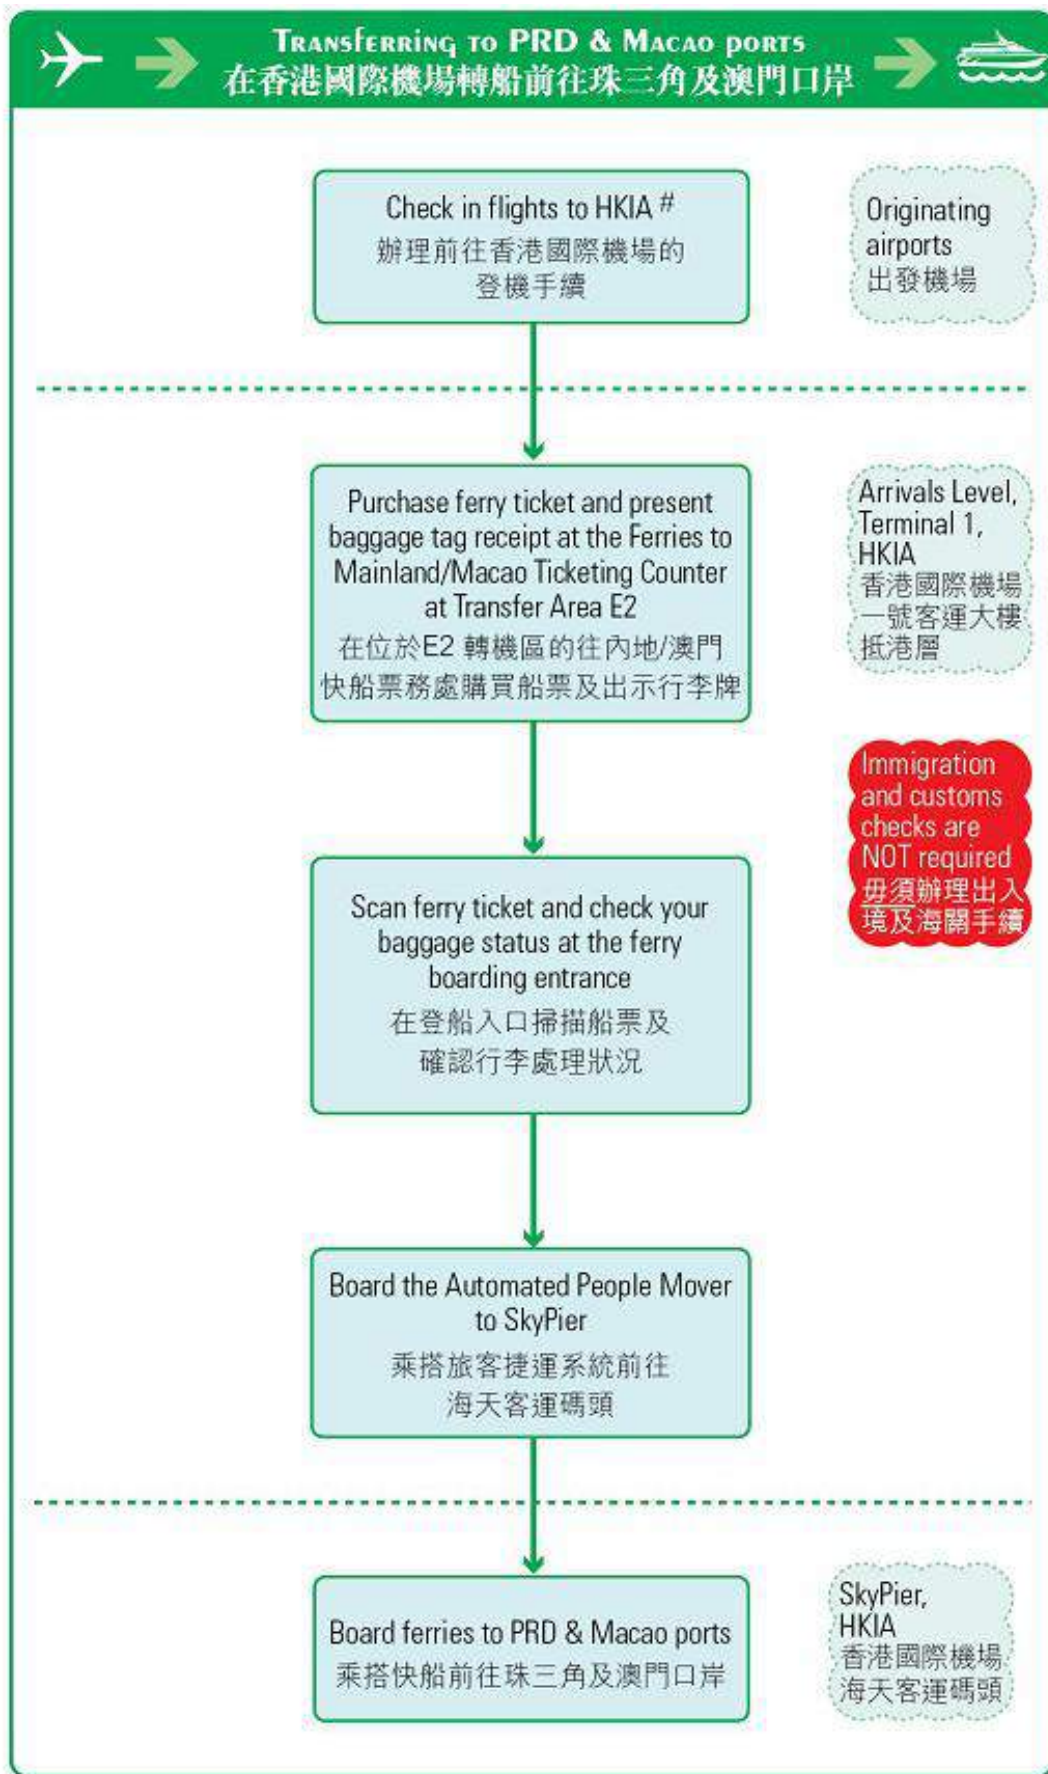 TRANSFERRING TO PRD & MACAO PORTS
在香港國際機場轉船前往珠三角及澳門口岸
Check in flights to HKIA #
辦理前往香港國際機場的
登機手續
Originating
airports
出發機場
Purchase ferry ticket and present
baggage tag receipt at the Ferries to
Mainland/Macao Ticketing Counter
at Transfer Area E2
在位於E2 轉機區的往內地/澳門
快船票務處購買船票及出示行李牌
Arrivals Level,
Terminal 1,
HKIA
香港國際機場
一號客運大樓
抵港層
Immigration
and customs
checks are
NOT required
毋須辦理出入
境及海關手續
Scan ferry ticket and check your
baggage status at the ferry
boarding entrance
在登船入口掃描船票及
確認行李處理狀況
Board the Automated People Mover
to SkyPier
乘搭旅客捷運系統前往
海天客運碼頭
Board ferries to PRD & Macao ports
乘搭快船前往珠三角及澳門口岸
SkyPier,
HKIA
香港國際機場
海天客運碼頭